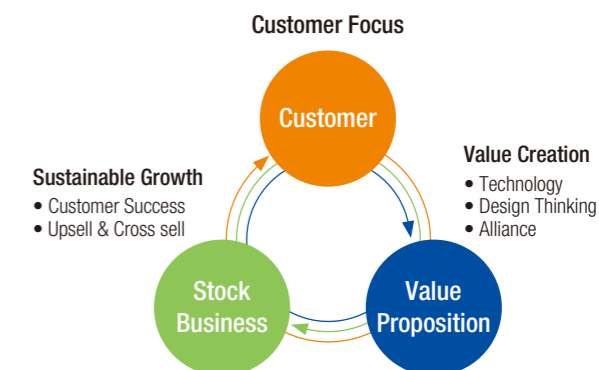 Customer Focus
Customer
Value Creation
• Technology
• Design Thinking
• Alliance
Sustainable Growth
• Customer Success
• Upsell & Cross sell
Stock
Business
Value
Proposition